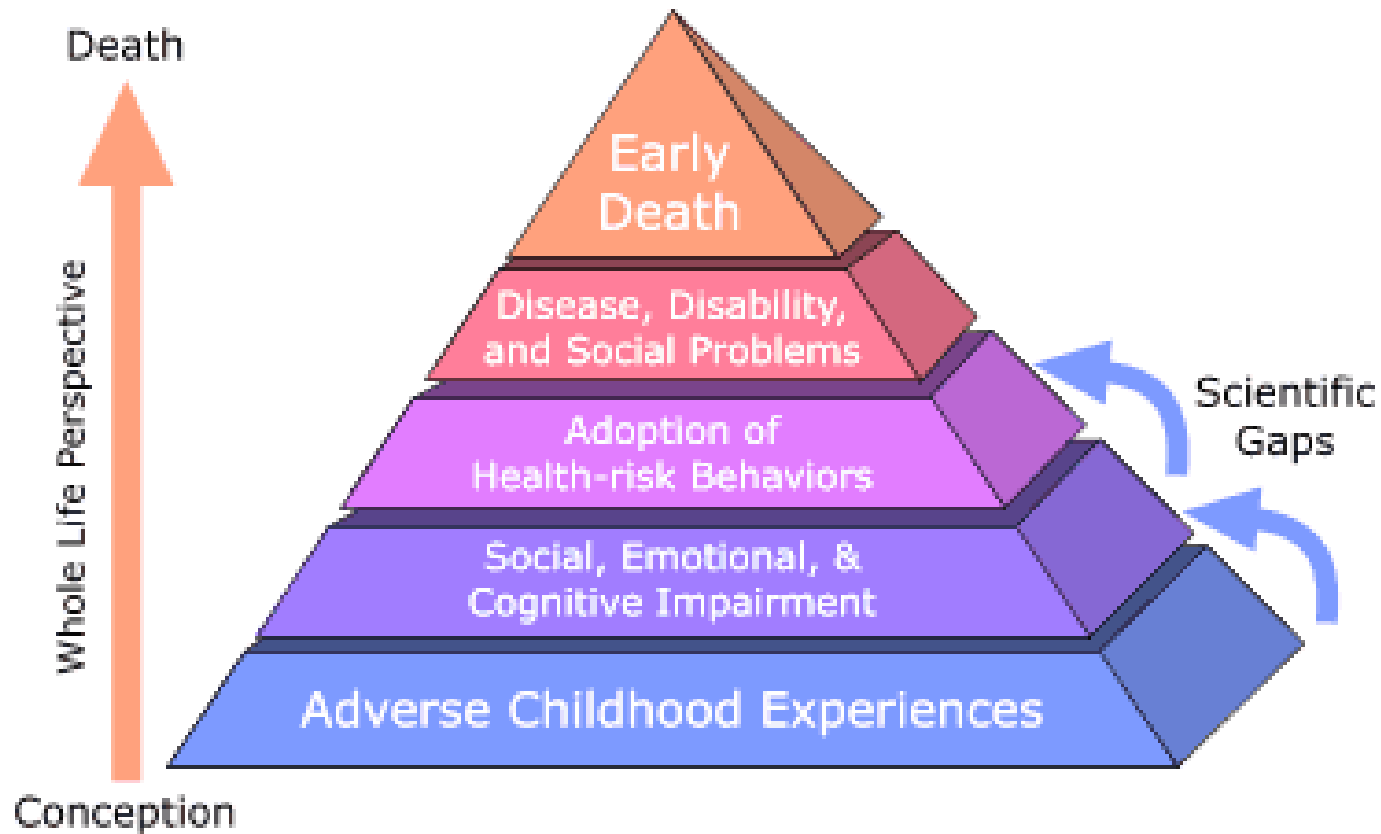 Death
Early
Death
Disease, Disability,
and Social Problems
Scientific
Gaps
Adoption of
Health-risk Behaviors
Whole Life Perspective
Social, Emotional, &
Cognitive Impairment
Adverse Childhood Experiences
Conception